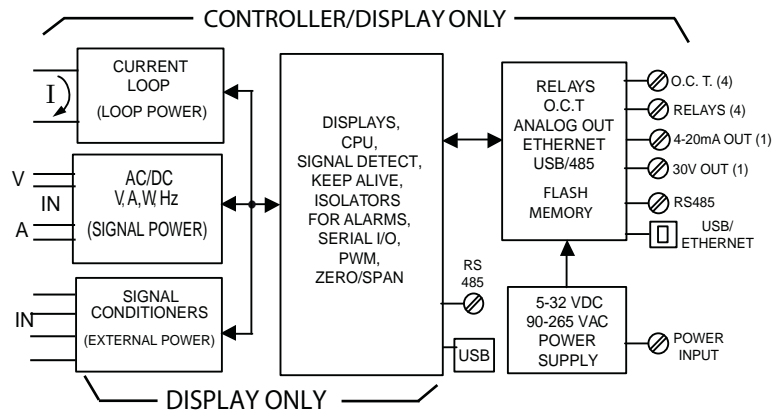 CONTROLLER/DISPLAY ONLY
CURRENT
LOOP
(LOOP POWER)
I
AC/DC
V,A,W,Hz
(SIGNAL POWER)
V
IN
A
SIGNAL
CONDITIONERS
(EXTERNAL POWER)
IN
DISPLAYS,
CPU,
SIGNAL DETECT,
KEEP ALIVE,
ISOLATORS
FOR ALARMS,
SERIAL I/O,
PWM,
ZERO/SPAN
RS
485
USB
RELAYS
O.C.T
ANALOG OUT
ETHERNET
USB/485
FLASH
MEMORY
O.C.T. (4)
RELAYS (4)
4-20mA OUT (1)
30V OUT (1)
RS485
USB/
ETHERNET
5-32 VDC
90-265 VAC
POWER
SUPPLY
POWER
INPUT
DISPLAY ONLY